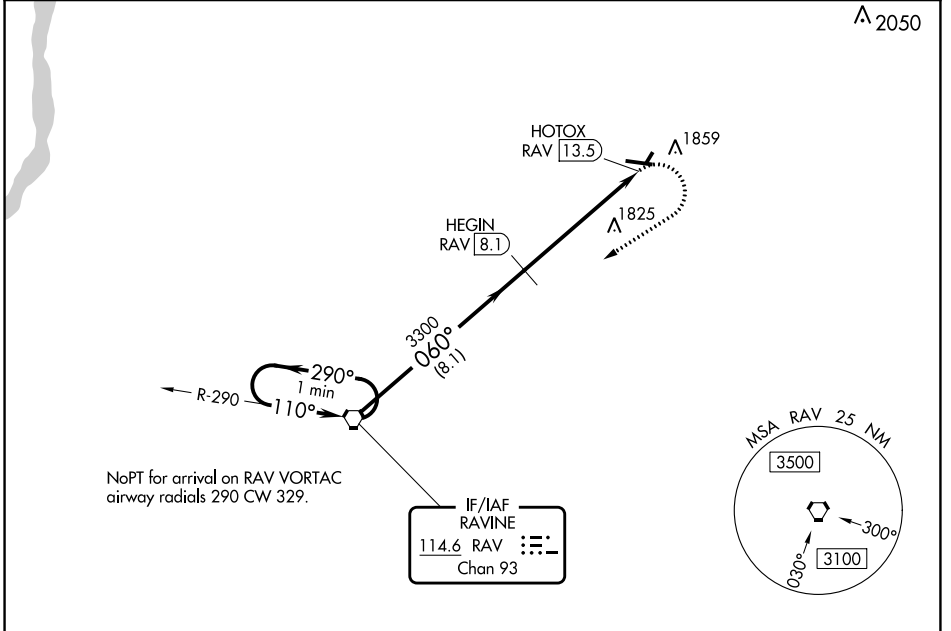 2050
HOTOX
RAV 13.5
1859
HEGIN
RAV 8.1
1825
3300
060°
(8.1)
290°
1 min
R-290
110°
NoPT for arrival on RAV VORTAC
airway radials 290 CW 329.
IF/IAF
RAVINE
114.6 RAV
Chan 93
MSA RAV 25 NM
3500
300°
030°
3100